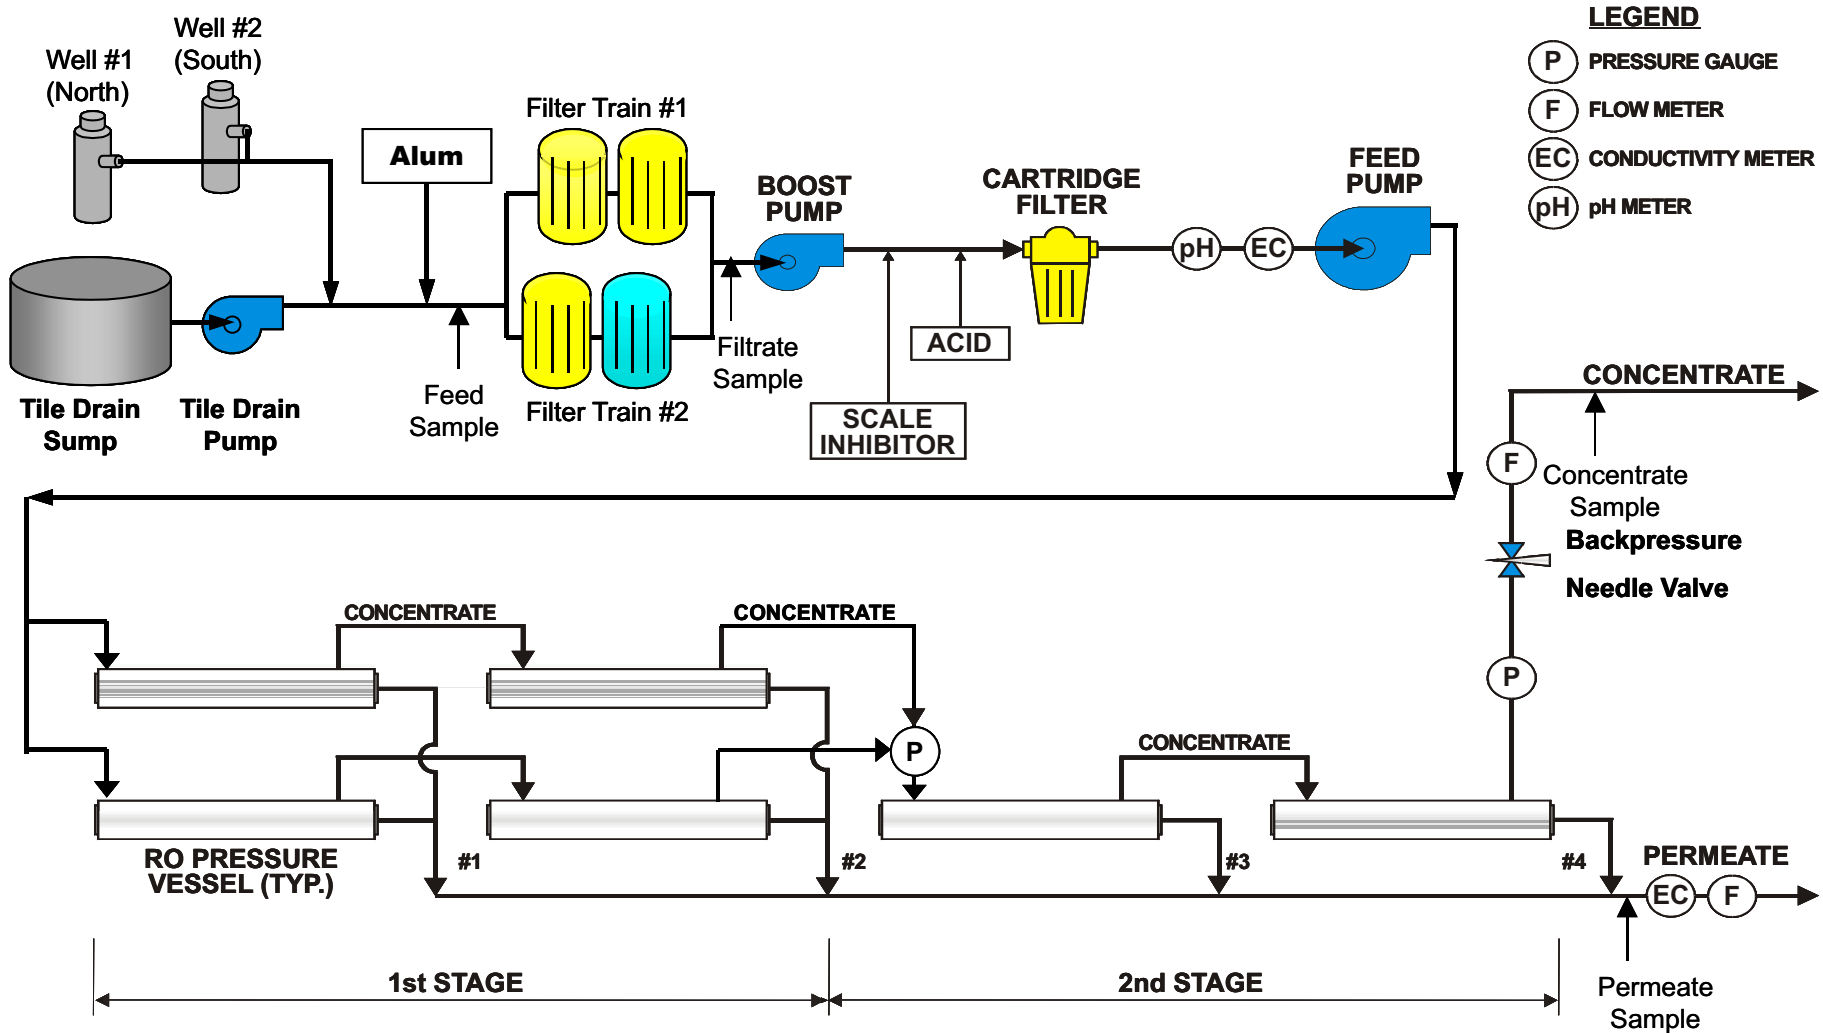 LEGEND
P PRESSURE GAUGE
F FLOW METER
EC CONDUCTIVITY METER
pH pH METER
Well #1
(North)
Well #2
(South)
Alum
Filter Train #1
Filter Train #2
BOOST
PUMP
CARTRIDGE
FILTER
FEED
PUMP
pH
EC
ACID
SCALE
INHIBITOR
Filtrate
Sample
Feed
Sample
Tile Drain
Sump
Tile Drain
Pump
CONCENTRATE
F
Concentrate
Sample
Backpressure
Needle Valve
P
CONCENTRATE
CONCENTRATE
P
CONCENTRATE
RO PRESSURE
VESSEL (TYP.)
#1
#2
#3
#4
PERMEATE
EC
F
1st STAGE
2nd STAGE
Permeate
Sample